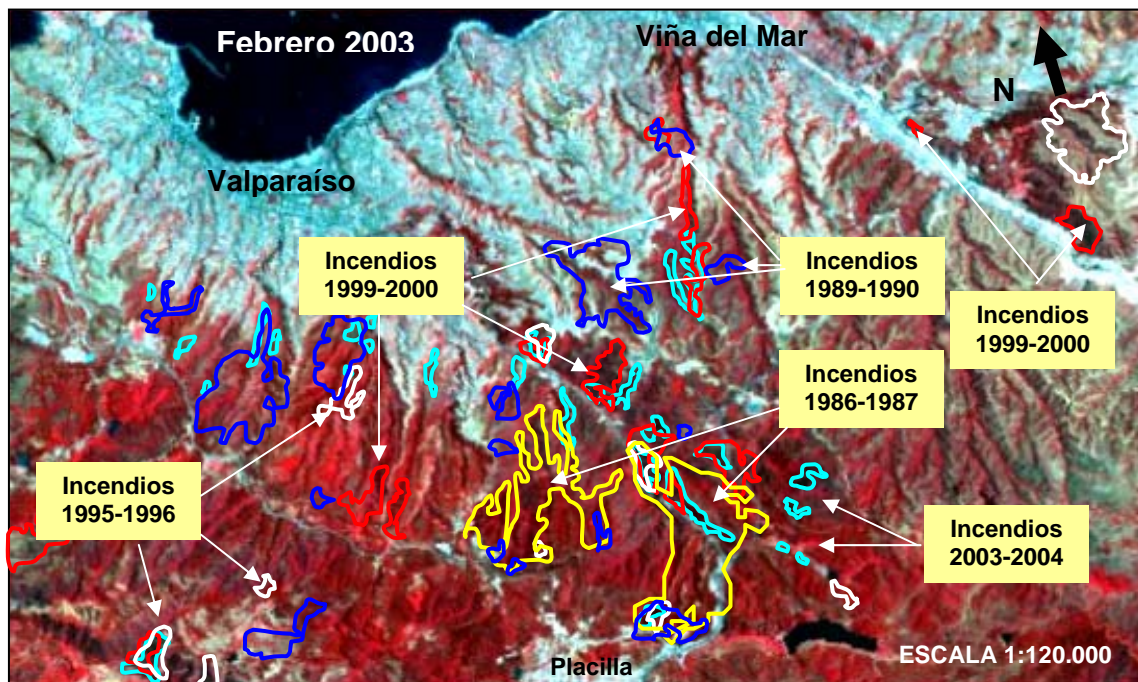 Febrero 2003
Viña del Mar
N
Valparaíso
Incendios
1999-2000
Incendios
1989-1990
Incendios
1999-2000
Incendios
1986-1987
Incendios
1995-1996
Incendios
2003-2004
Placilla
ESCALA 1:120.000